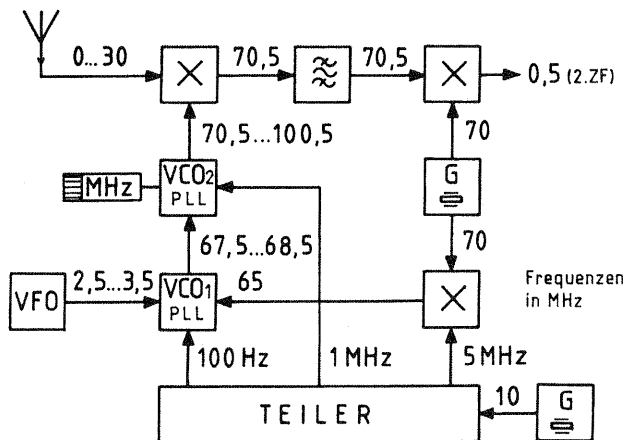 0...30
70,5
70,5
0,5 (2.ZF)
70,5...100,5
70
MHz
VCO2
PLL
G
67,5...68,5
70
VFO
2,5...3,5
VCO1
PLL
65
Frequenzen
in MHz
100 Hz
1 MHz
5 MHz
TEILER
10
G